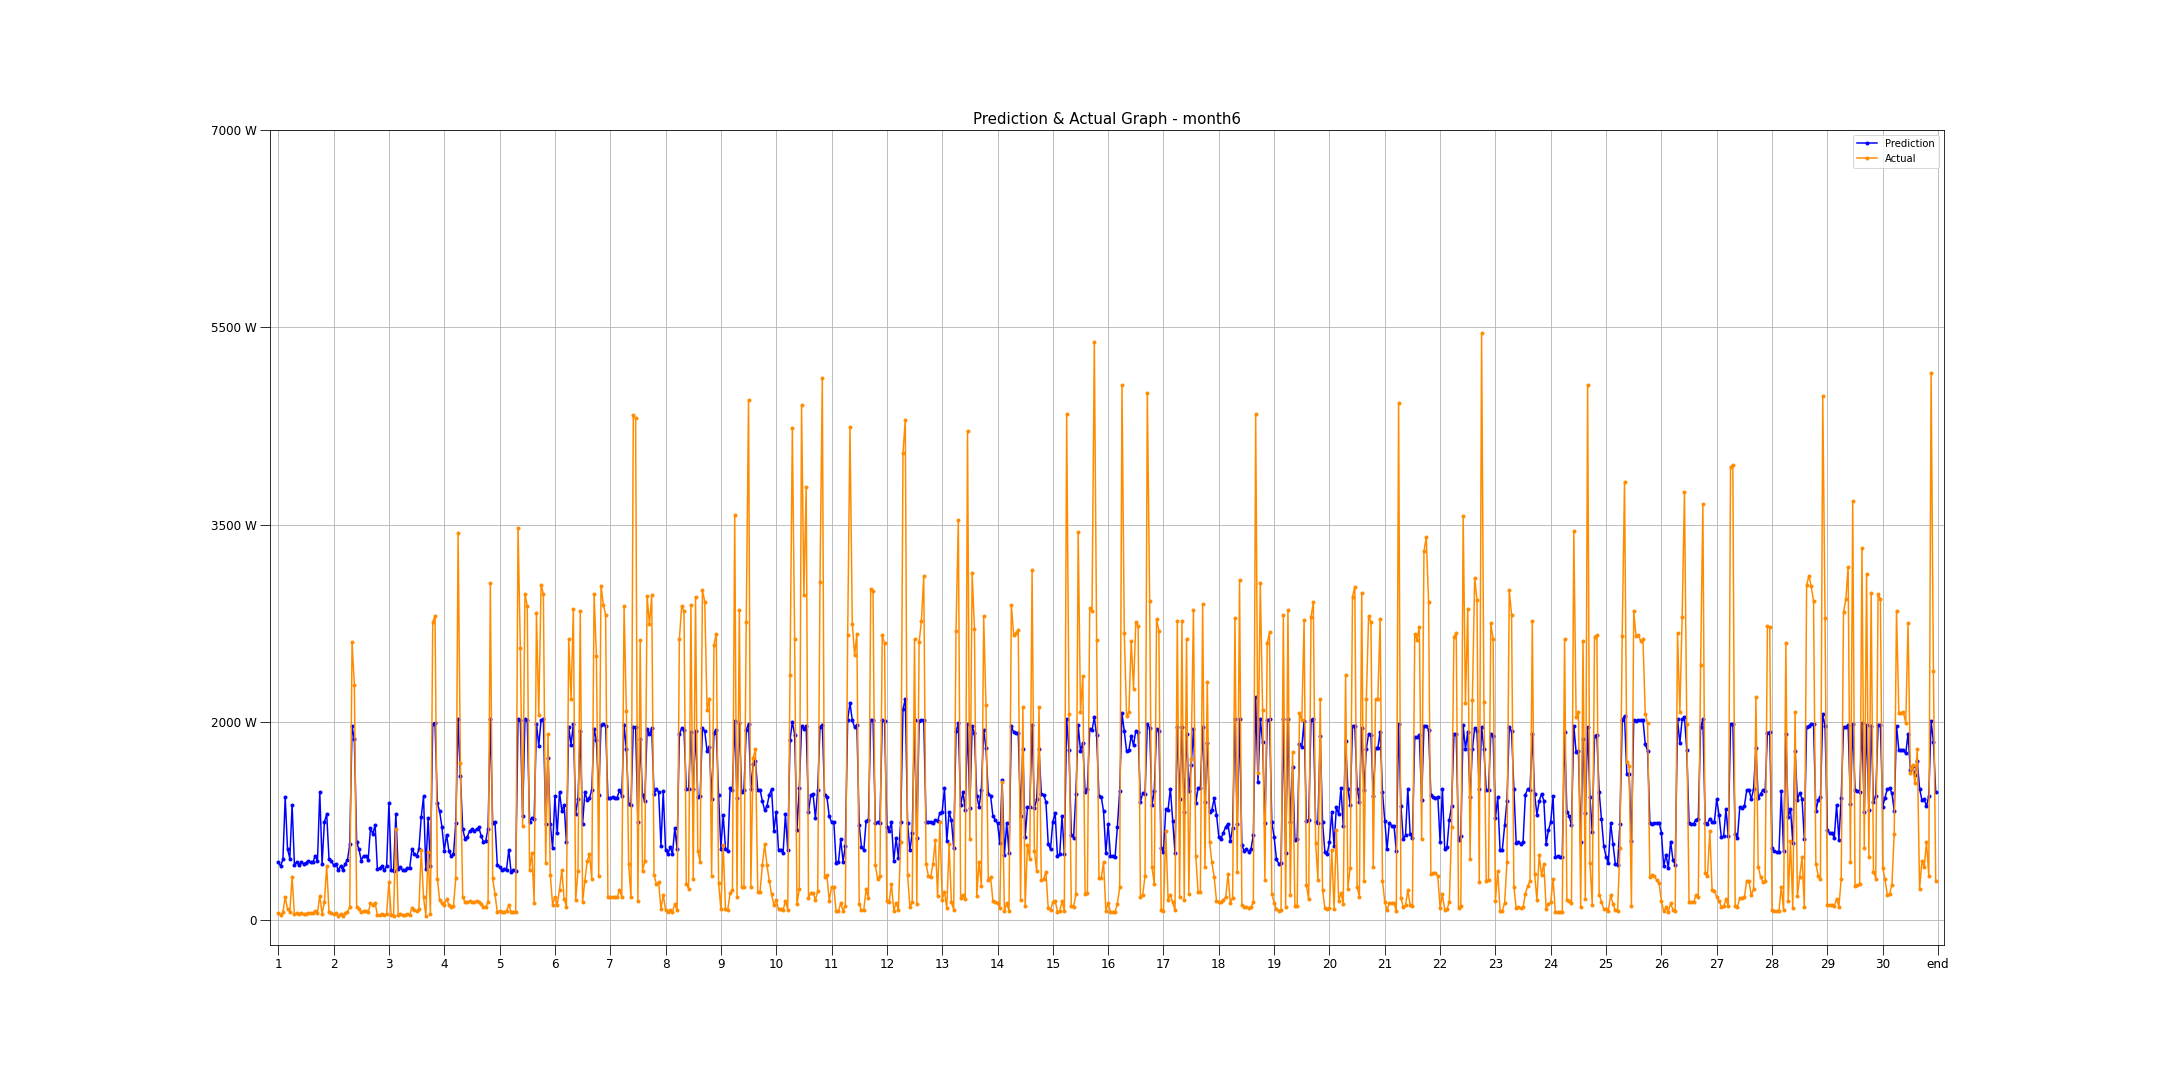 Prediction & Actual Graph - month6
7000 W
5500 W
3500 W
2000 W
0
Prediction
Actual
1 2 3 4 5 6 7 8 9 10 11 12 13 14 15 16 17 18 19 20 21 22 23 24 25 26 27 28 29 30 end